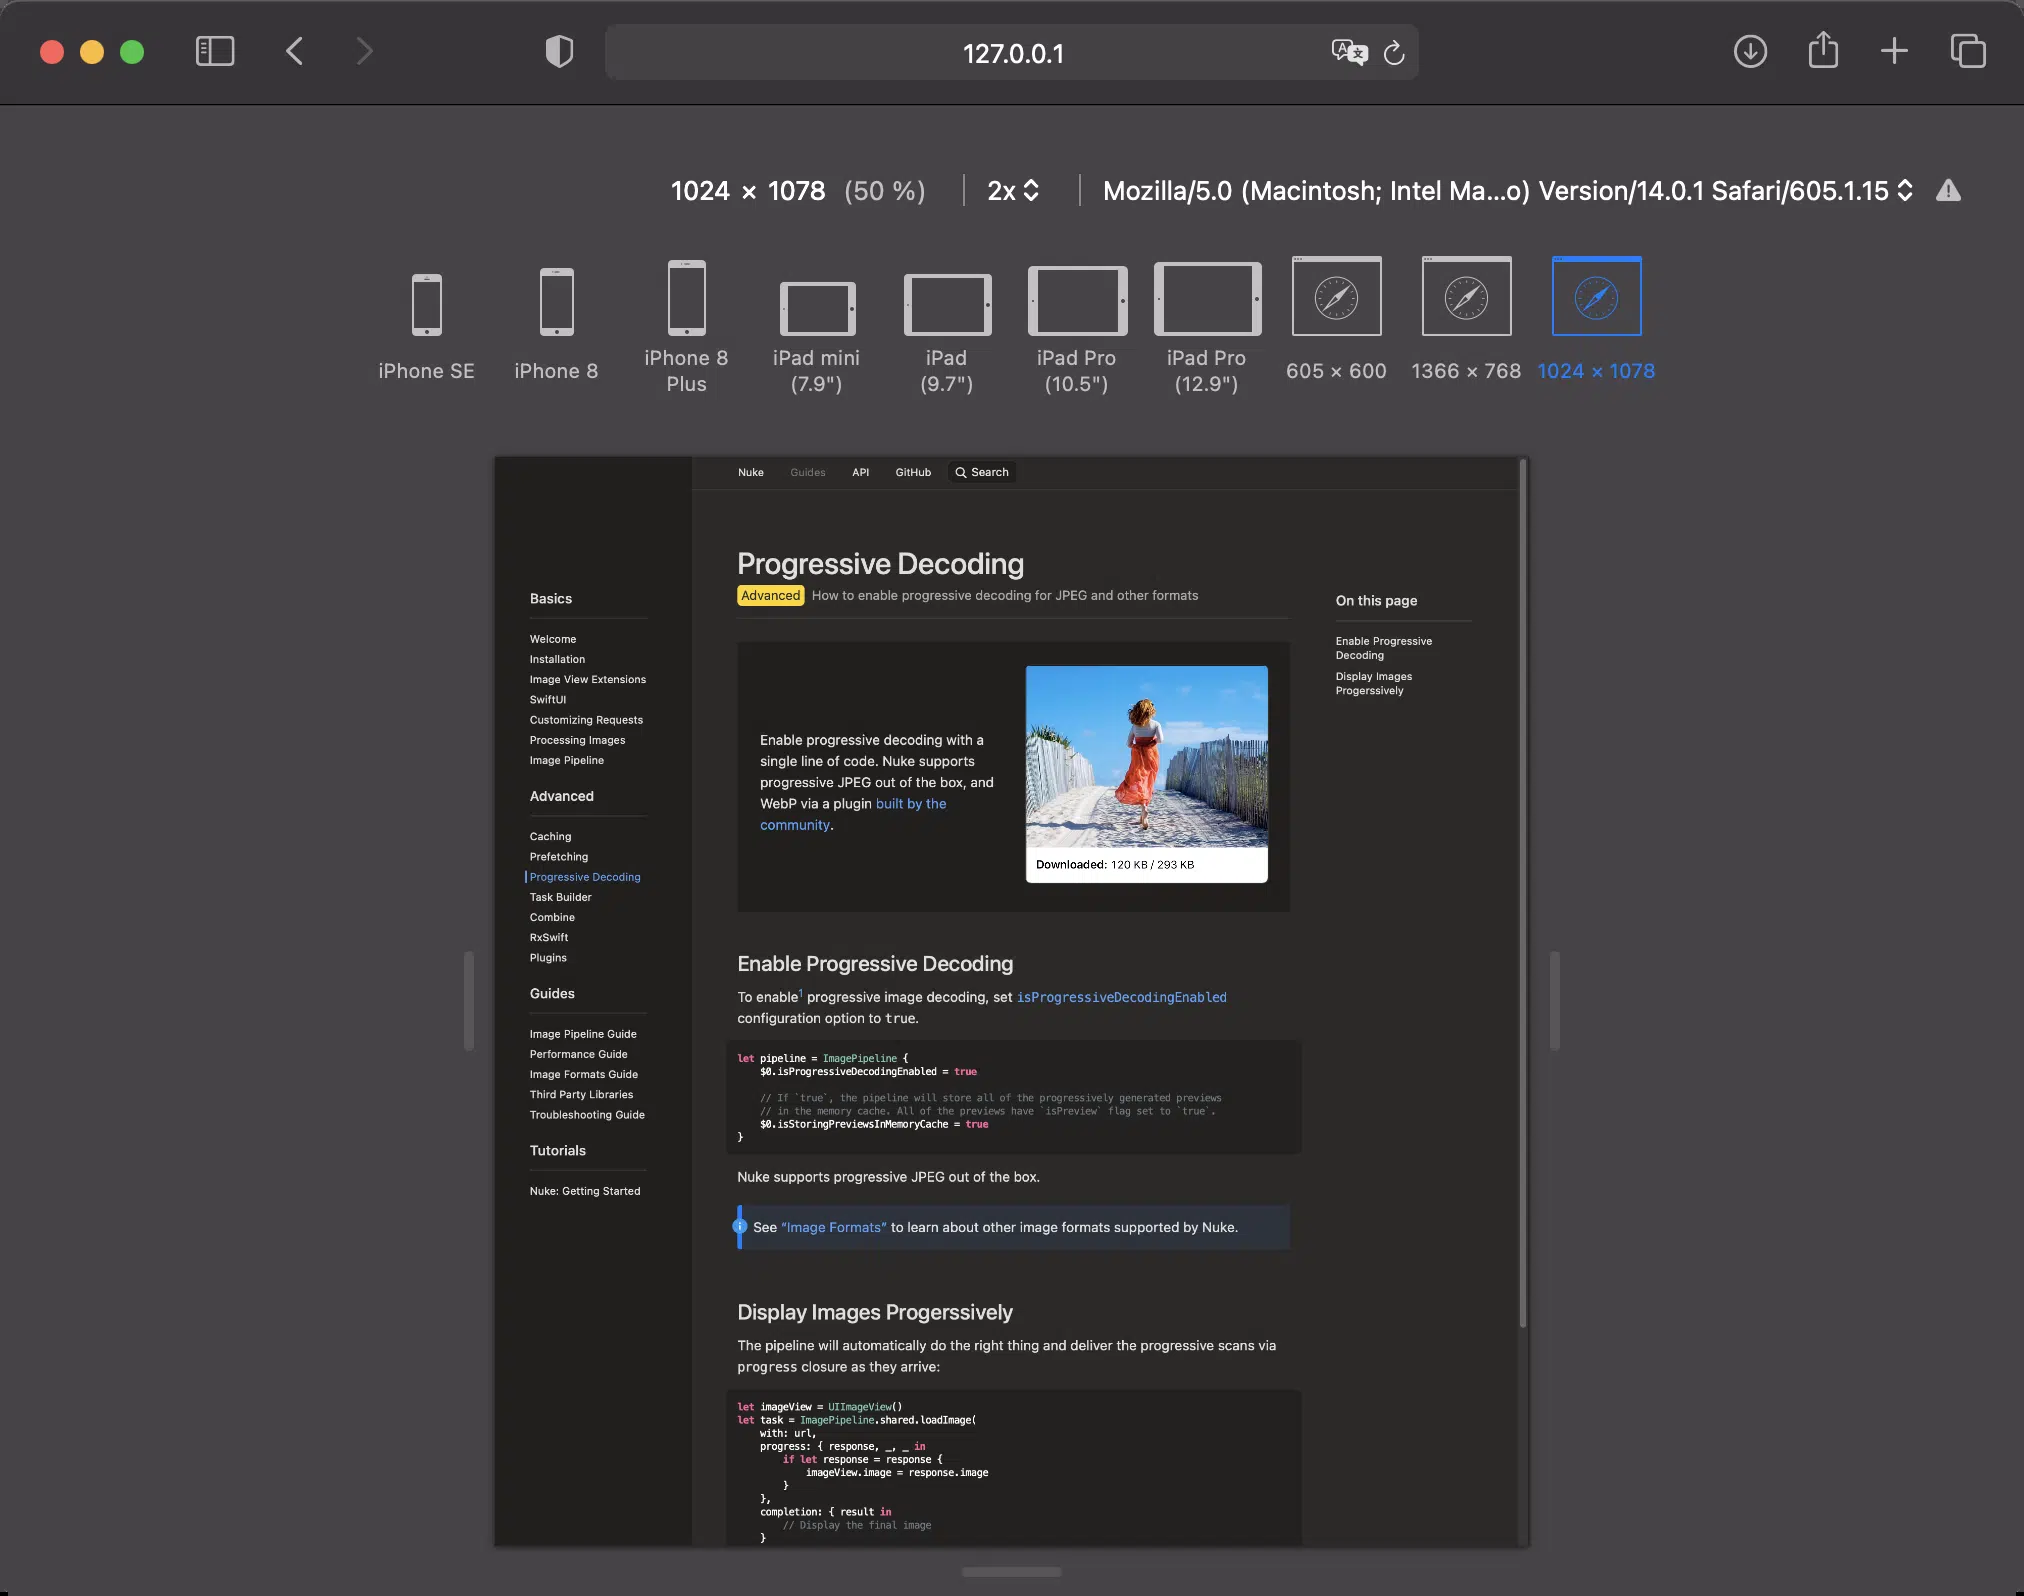 127.0.0.1
1024 × 1078 (50 %) 2x Mozilla/5.0 (Macintosh; Intel Ma...o) Version/14.0.1 Safari/605.1.15
iPhone SE
iPhone 8
iPhone 8
Plus
iPad mini
(7.9")
iPad
(9.7")
iPad Pro
(10.5")
iPad Pro
(12.9")
605 × 600
1366 × 768
1024 × 1078
Nuke Guides API GitHub Search
Basics
Welcome
Installation
Image View Extensions
SwiftUI
Customizing Requests
Processing Images
Image Pipeline
Advanced
Caching
Prefetching
Progressive Decoding
Task Builder
Combine
RxSwift
Plugins
Guides
Image Pipeline Guide
Performance Guide
Image Formats Guide
Third Party Libraries
Troubleshooting Guide
Tutorials
Nuke: Getting Started
Progressive Decoding
Advanced How to enable progressive decoding for JPEG and other formats
Enable progressive decoding with a
single line of code. Nuke supports
progressive JPEG out of the box, and
WebP via a plugin built by the
community.
Downloaded: 120 KB / 293 KB
Enable Progressive Decoding
To enable1 progressive image decoding, set isProgressiveDecodingEnabled
configuration option to true.
let pipeline = ImagePipeline {
    $0.isProgressiveDecodingEnabled = true
    // If `true`, the pipeline will store all of the progressively generated previews
    // in the memory cache. All of the previews have `isPreview` flag set to `true`.
    $0.isStoringPreviewsInMemoryCache = true
}
Nuke supports progressive JPEG out of the box.
See “Image Formats” to learn about other image formats supported by Nuke.
Display Images Progerssively
The pipeline will automatically do the right thing and deliver the progressive scans via
progress closure as they arrive:
let imageView = UIImageView()
let task = ImagePipeline.shared.loadImage(
    with: url,
    progress: { response, _, _ in
        if let response = response {
            imageView.image = response.image
        }
    },
    completion: { result in
        // Display the final image
    }
On this page
Enable Progressive
Decoding
Display Images
Progerssively